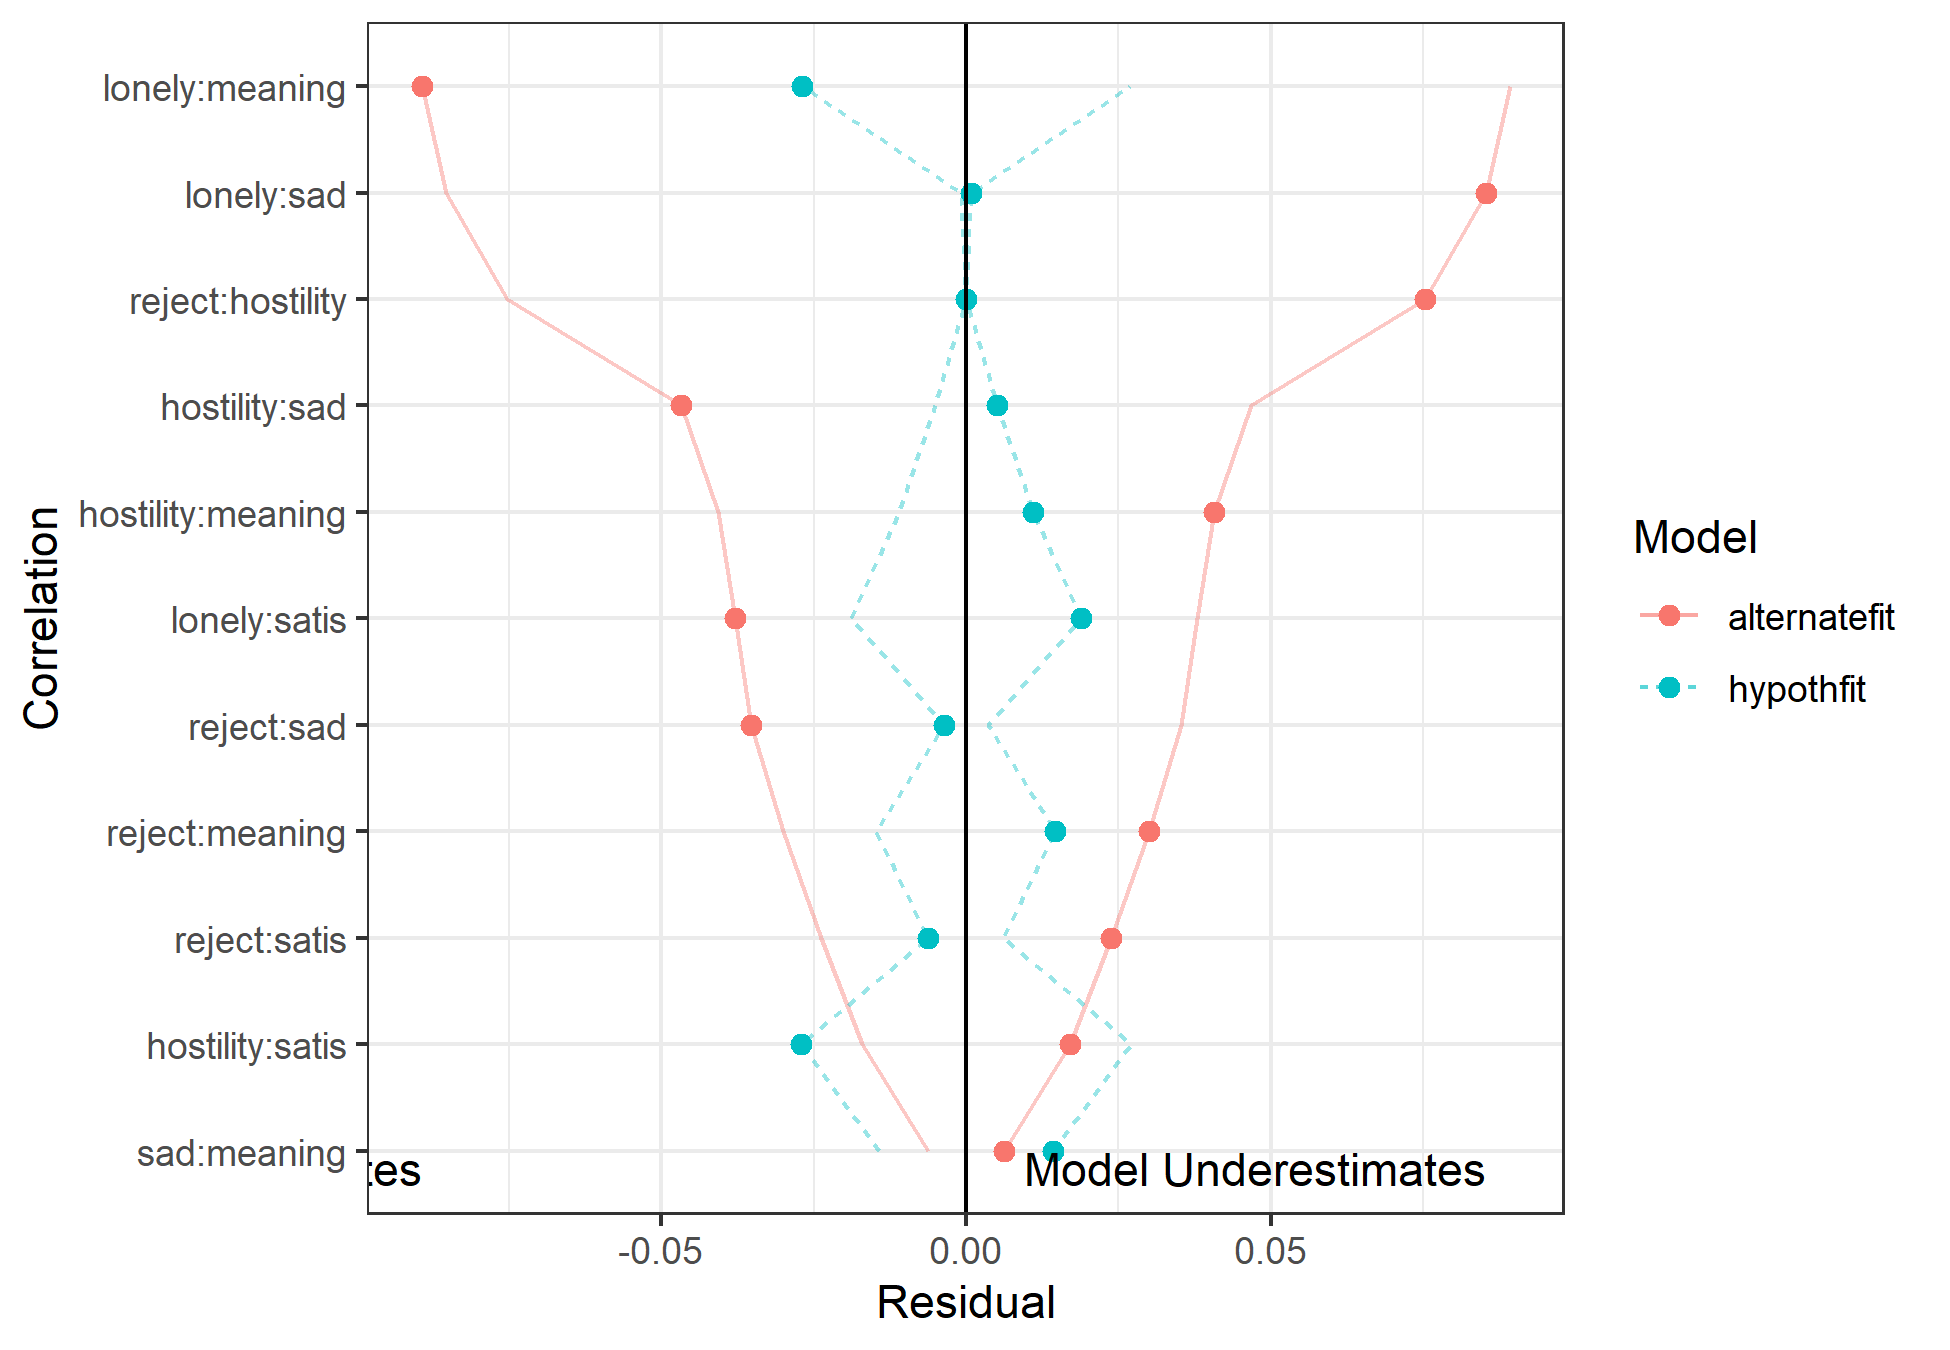 lonely:meaning
lonely:sad
reject:hostility
hostility:sad
hostility:meaning
lonely:satis
reject:sad
reject:meaning
reject:satis
hostility:satis
sad:meaning
Correlation
tes
Model Underestimates
-0.05
0.00
0.05
Residual
Model
alternatefit
hypothfit